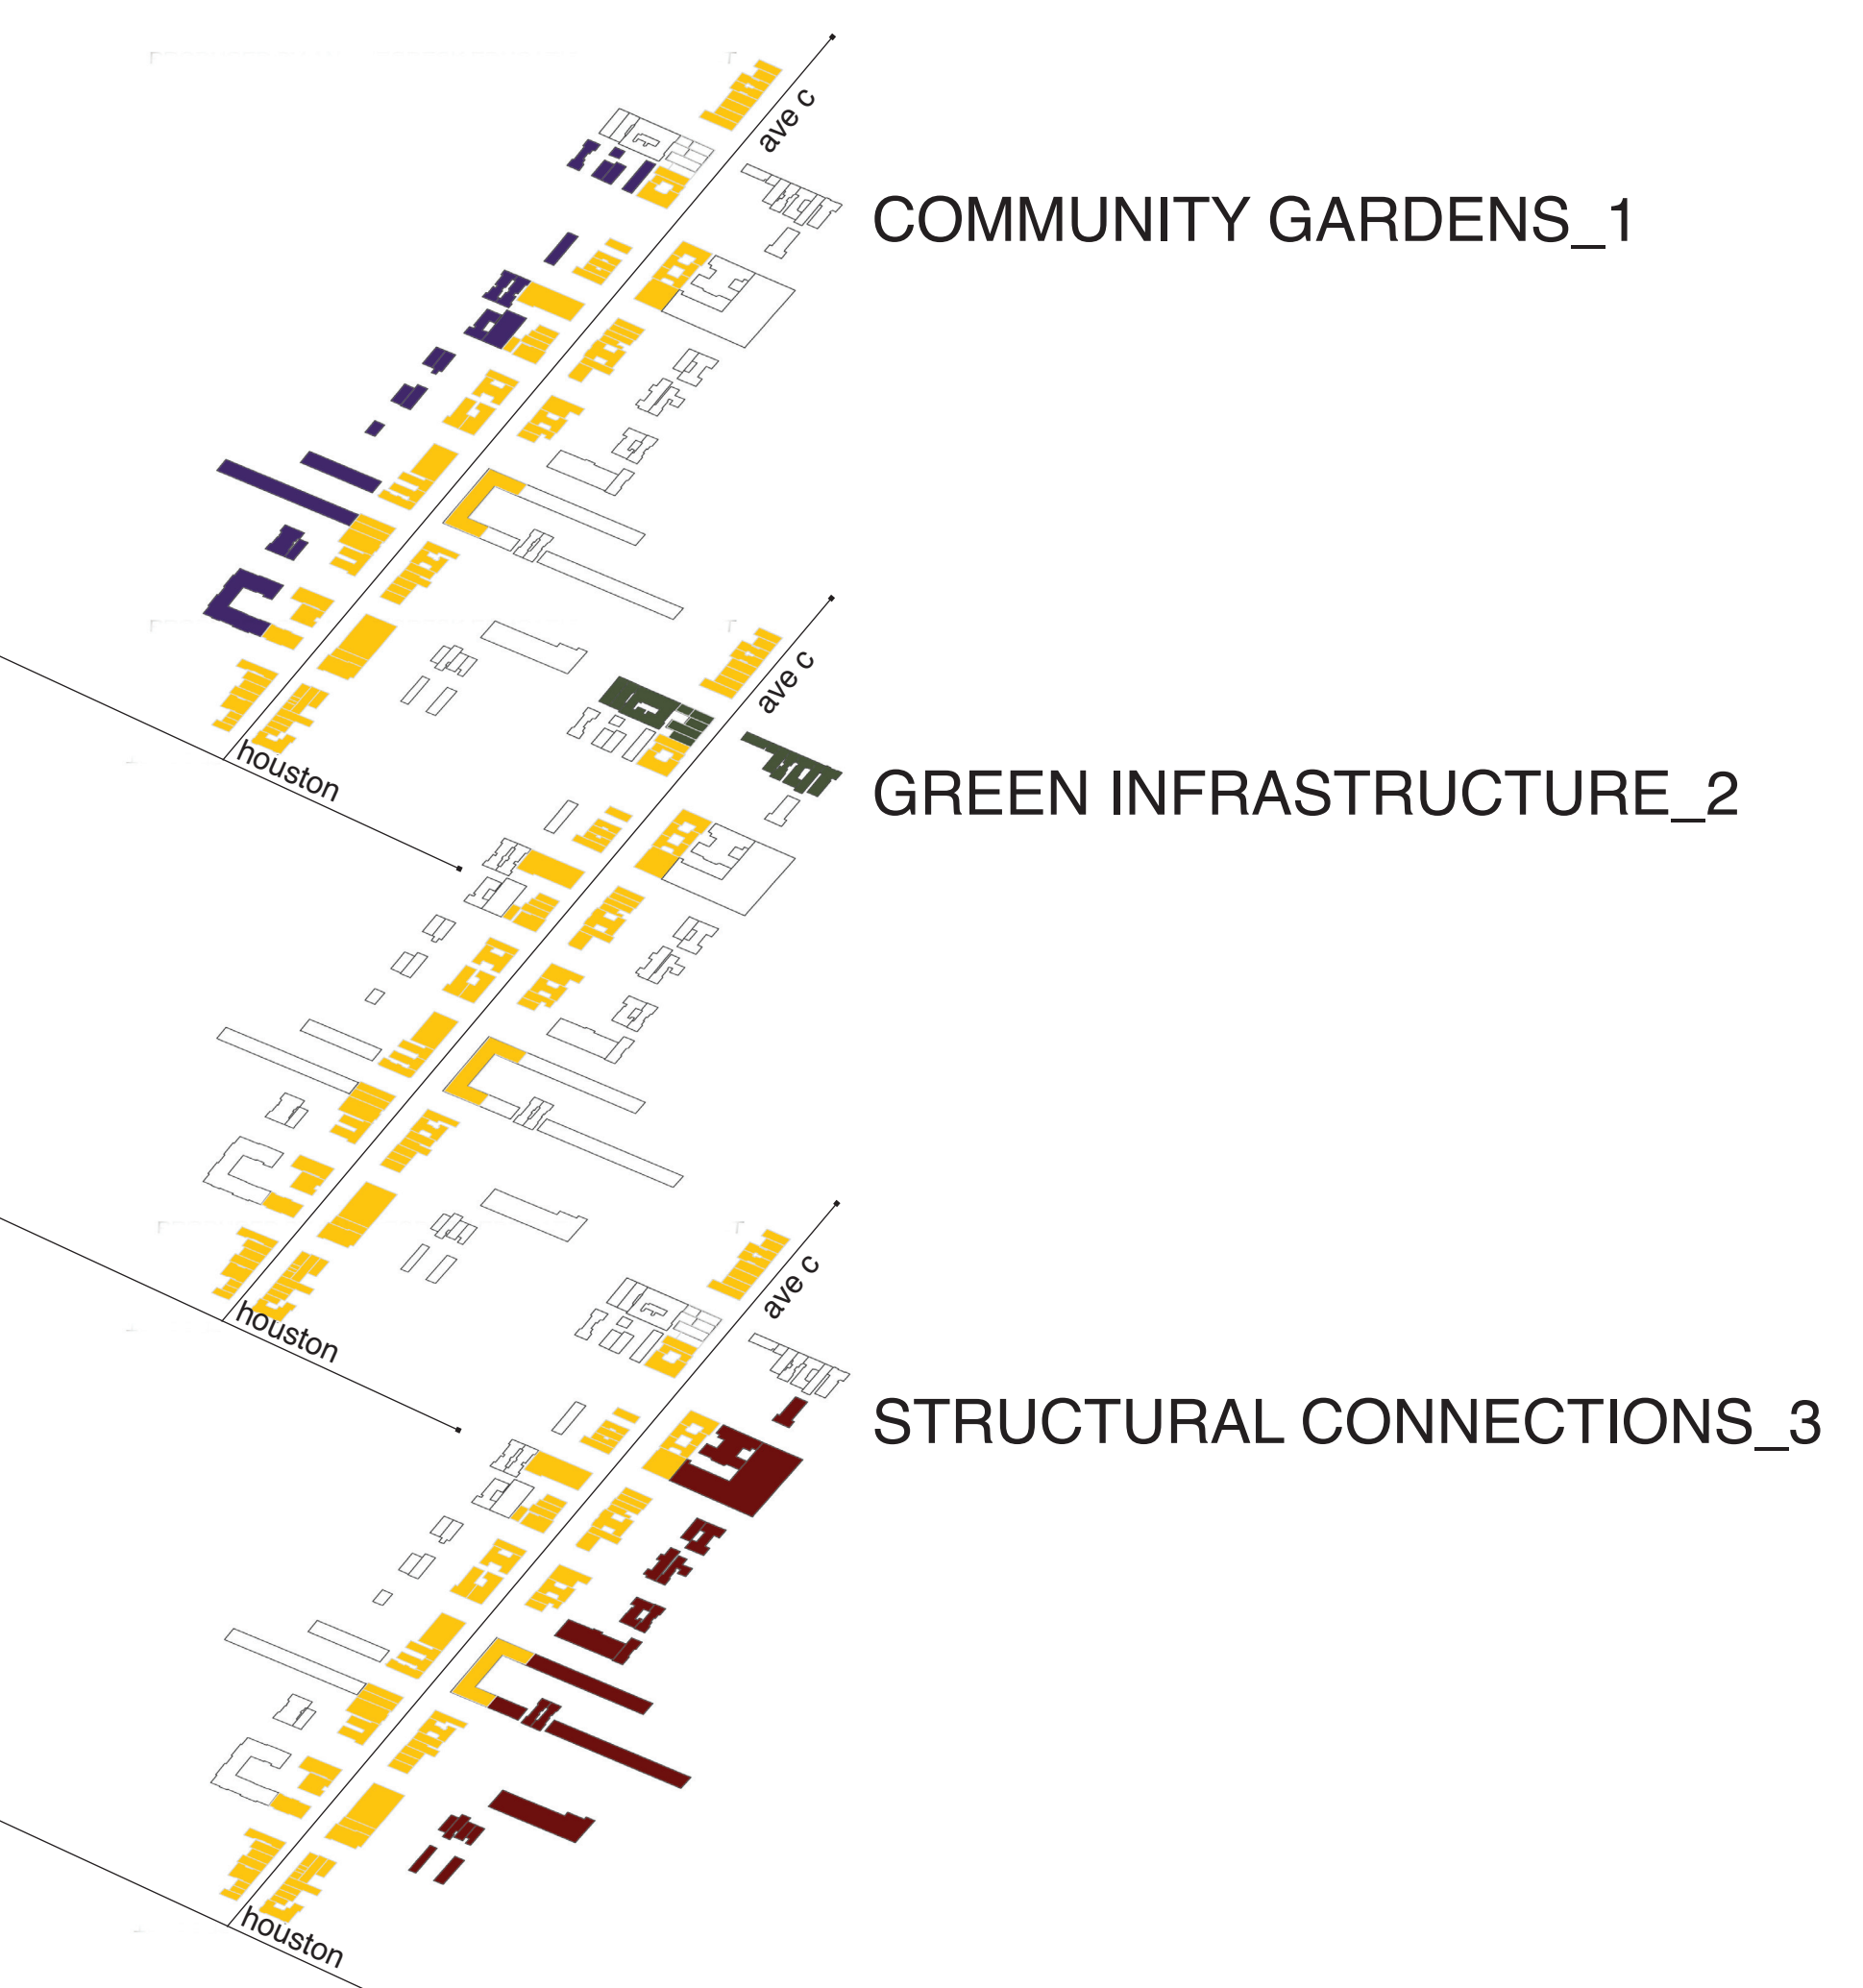 ave c
COMMUNITY GARDENS_1
houston
ave c
GREEN INFRASTRUCTURE_2
houston
ave c
STRUCTURAL CONNECTIONS_3
houston